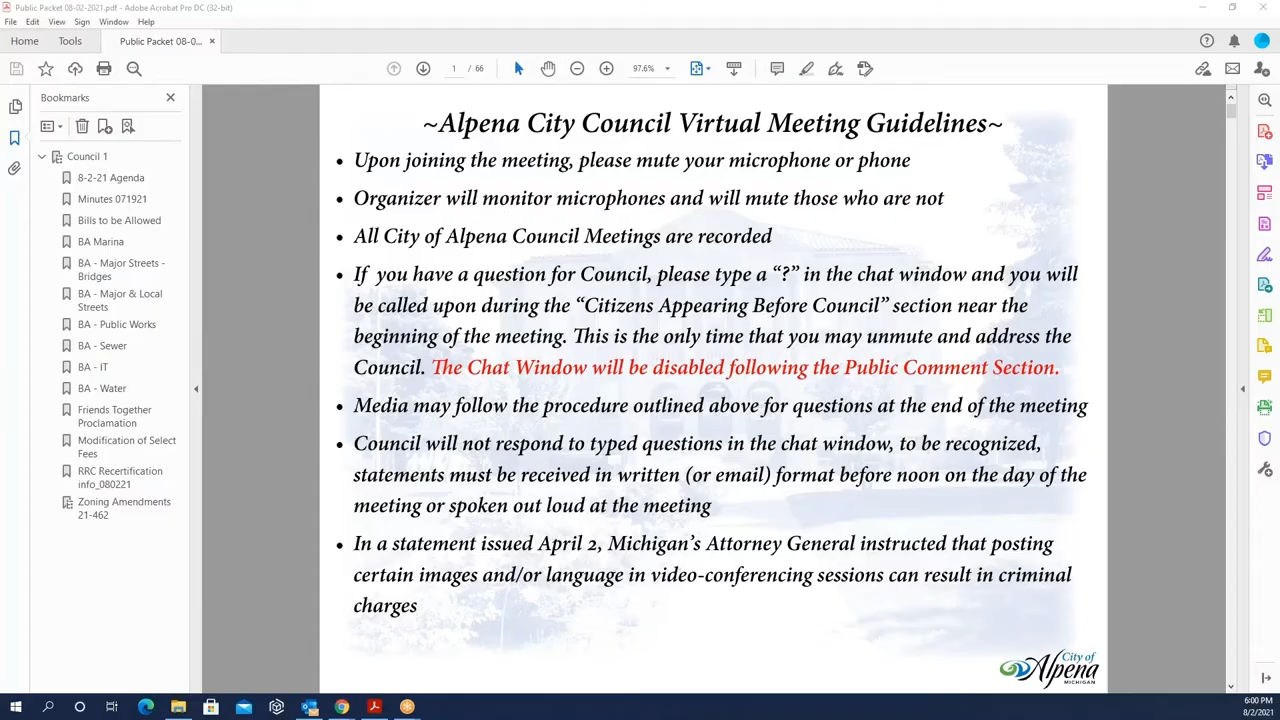 Public Packet 08-02-2021.pdf - Adobe Acrobat Pro DC (32-bit)
File Edit View Sign Window Help
Home Tools Public Packet 08-0... ×
1 / 66 97.6%
Bookmarks
Council 1
8-2-21 Agenda
Minutes 071921
Bills to be Allowed
BA Marina
BA - Major Streets -
Bridges
BA - Major & Local
Streets
BA - Public Works
BA - Sewer
BA - IT
BA - Water
Friends Together
Proclamation
Modification of Select
Fees
RRC Recertification
info_080221
Zoning Amendments
21-462
~Alpena City Council Virtual Meeting Guidelines~
• Upon joining the meeting, please mute your microphone or phone
• Organizer will monitor microphones and will mute those who are not
• All City of Alpena Council Meetings are recorded
• If you have a question for Council, please type a “?” in the chat window and you will
be called upon during the “Citizens Appearing Before Council” section near the
beginning of the meeting. This is the only time that you may unmute and address the
Council. The Chat Window will be disabled following the Public Comment Section.
• Media may follow the procedure outlined above for questions at the end of the meeting
• Council will not respond to typed questions in the chat window, to be recognized,
statements must be received in written (or email) format before noon on the day of the
meeting or spoken out loud at the meeting
• In a statement issued April 2, Michigan’s Attorney General instructed that posting
certain images and/or language in video-conferencing sessions can result in criminal
charges
City of
Alpena
MICHIGAN
6:00 PM
8/2/2021